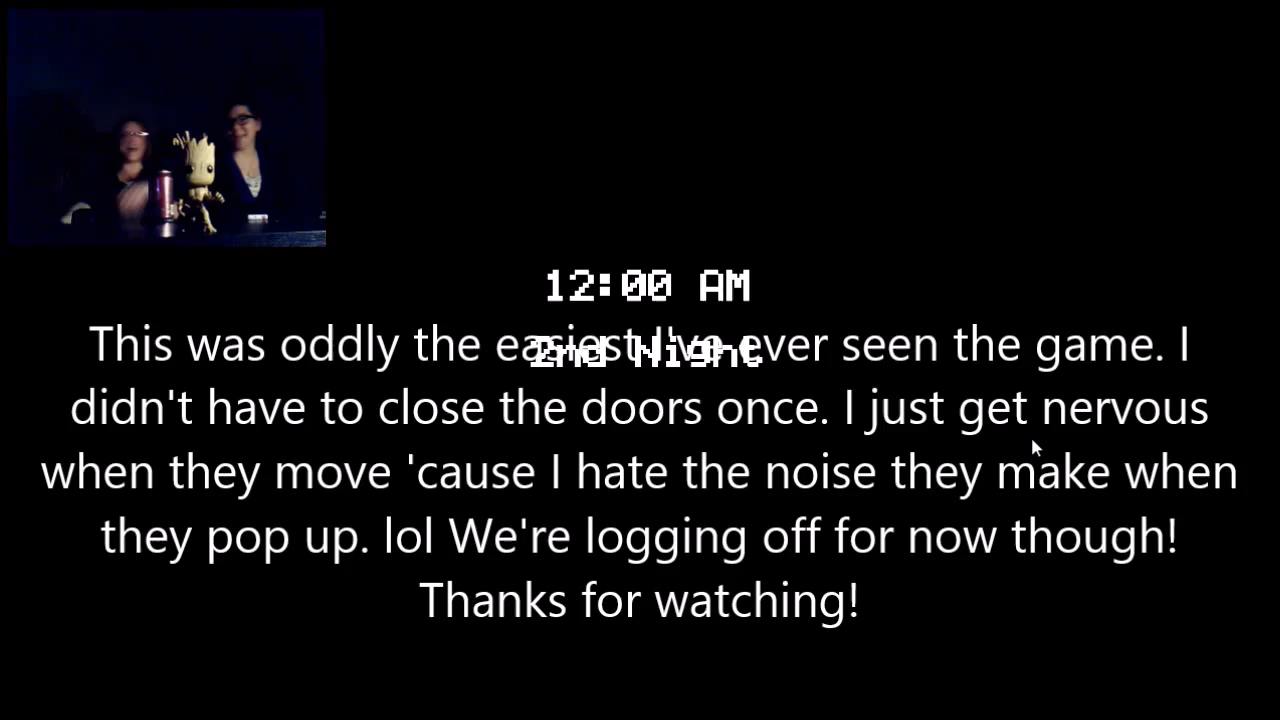 12:00 AM
This was oddly the easiest I've ever seen the game. I
2nd Night
didn't have to close the doors once. I just get nervous
when they move 'cause I hate the noise they make when
they pop up. lol We're logging off for now though!
Thanks for watching!